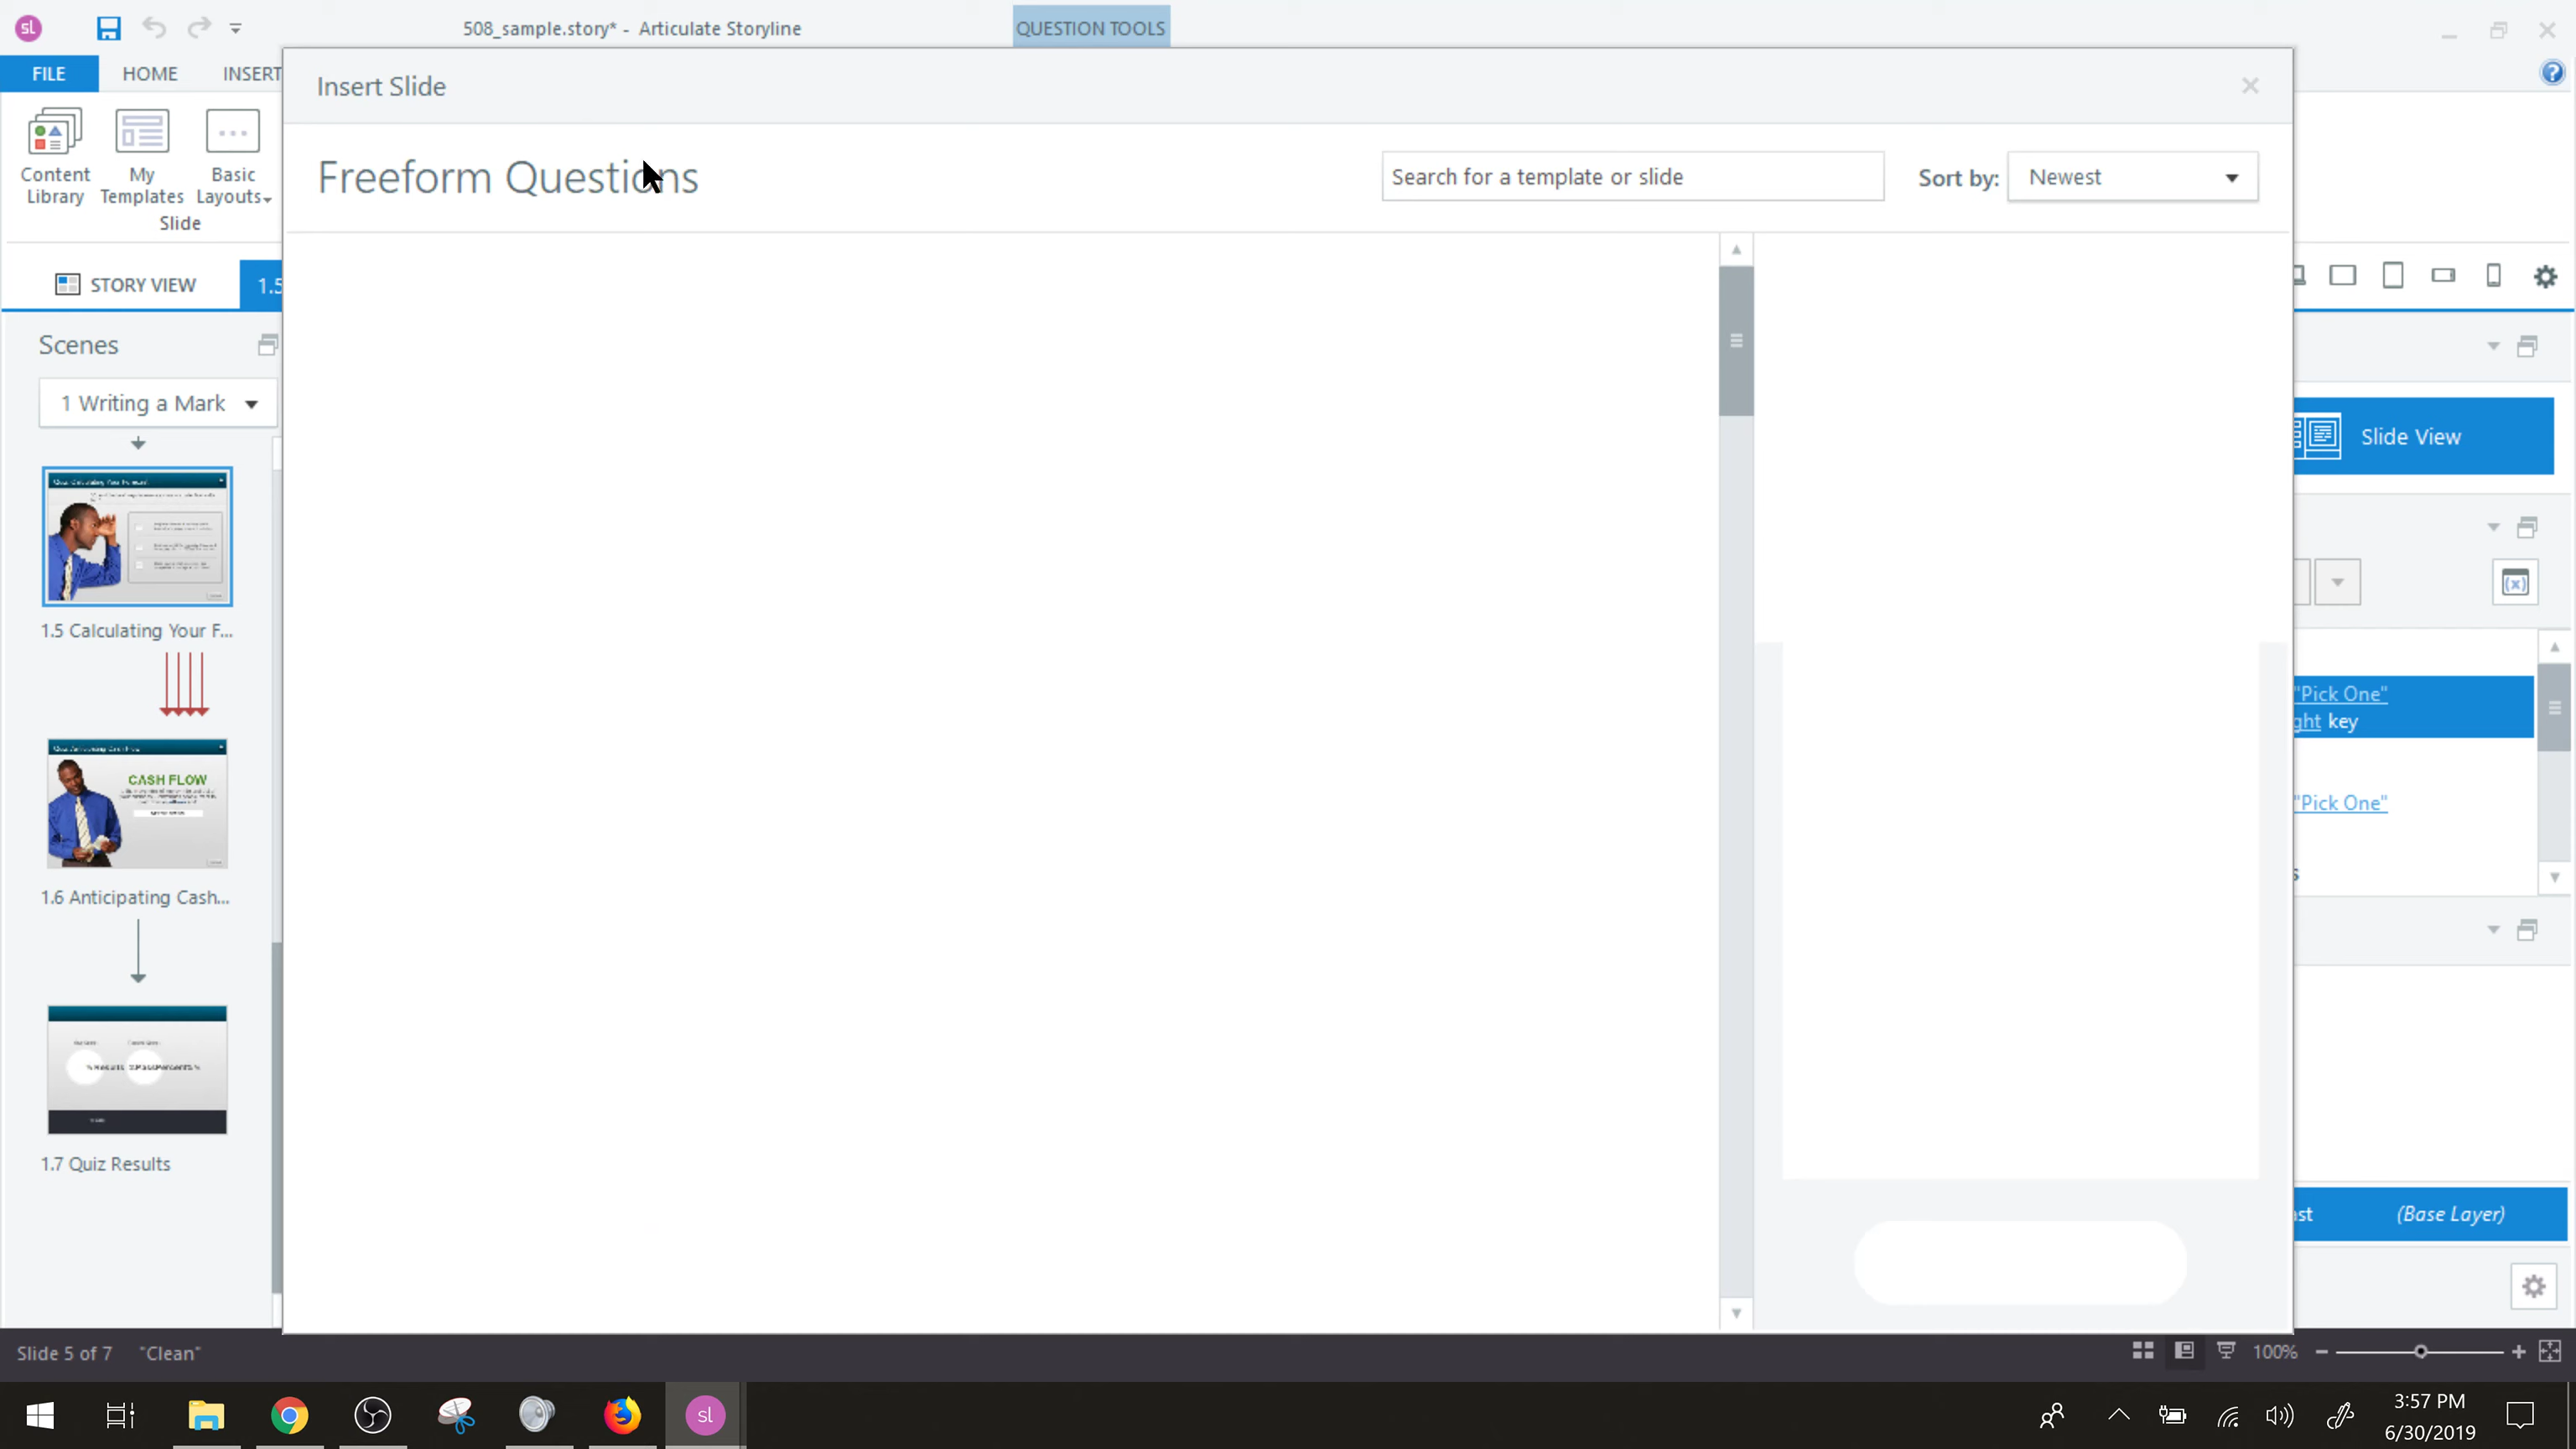 sl
508_sample.story* - Articulate Storyline
QUESTION TOOLS
FILE
HOME
INSERT
Insert Slide
Content Library
My Templates
Basic Layouts
Slide
Freeform Questions
Search for a template or slide
Sort by:
Newest
STORY VIEW
1.5
Scenes
1 Writing a Mark
Slide View
1.5 Calculating Your F...
"Pick One"
ght key
"Pick One"
CASH FLOW
1.6 Anticipating Cash...
1.7 Quiz Results
(Base Layer)
Slide 5 of 7
"Clean"
100%
sl
3:57 PM
6/30/2019